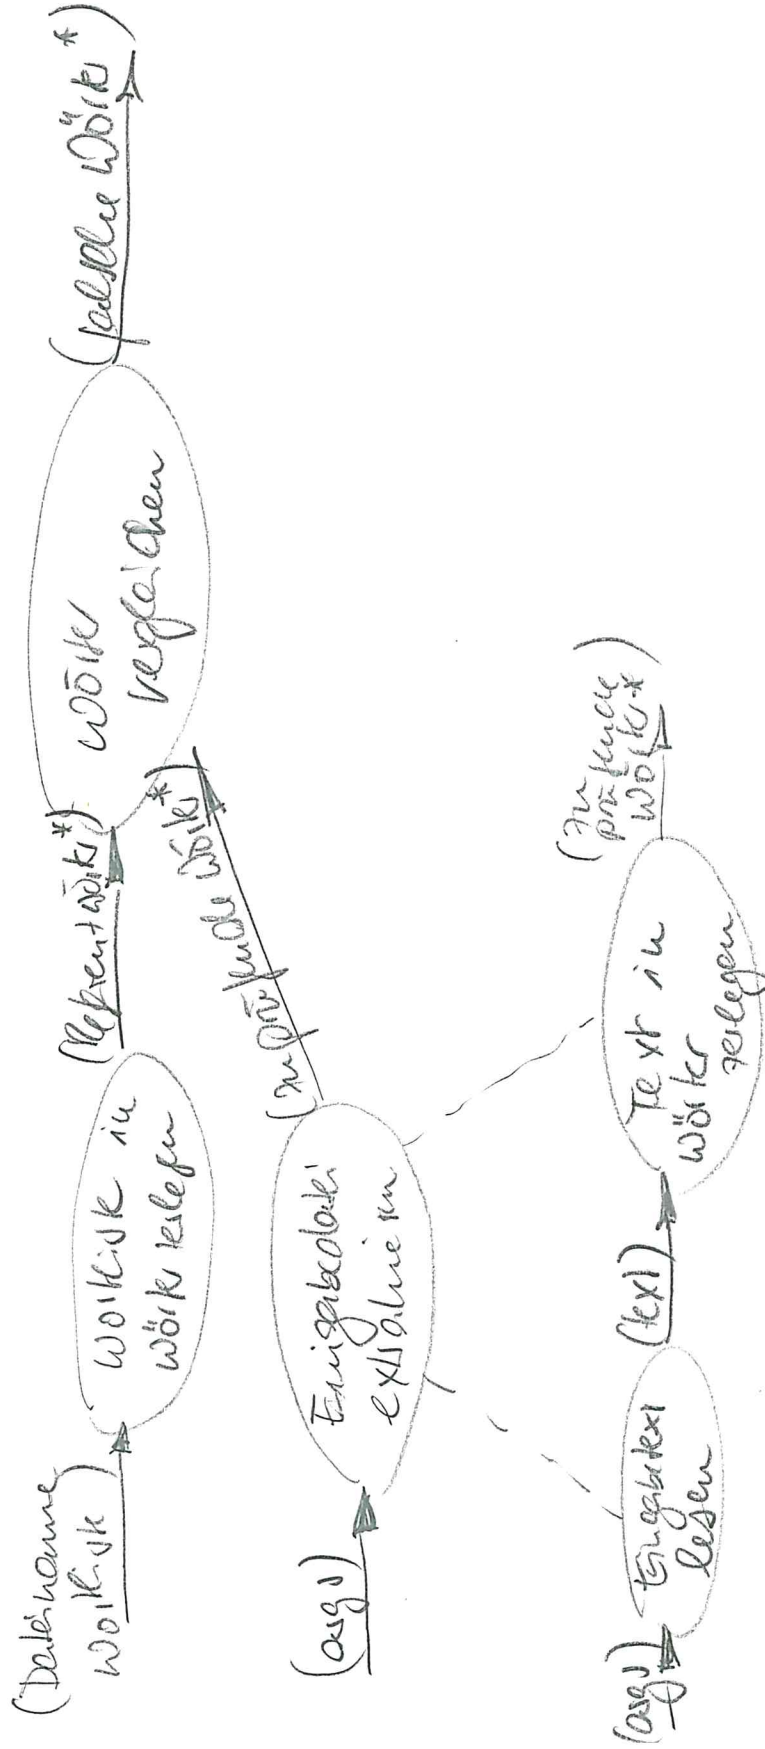 (Dateiname
Wortliste)
Wortliste in
Wörter zerlegen
(Referenzwörter*)
Wörter
vergleichen
(falsche Wörter*)
(argv)
Eingabedatei
extrahieren
(zu prüfende Wörter*)
(argv)
Eingabetext
lesen
(text)
Text in
Wörter
zerlegen
(zu
prüfende
Wörter*)